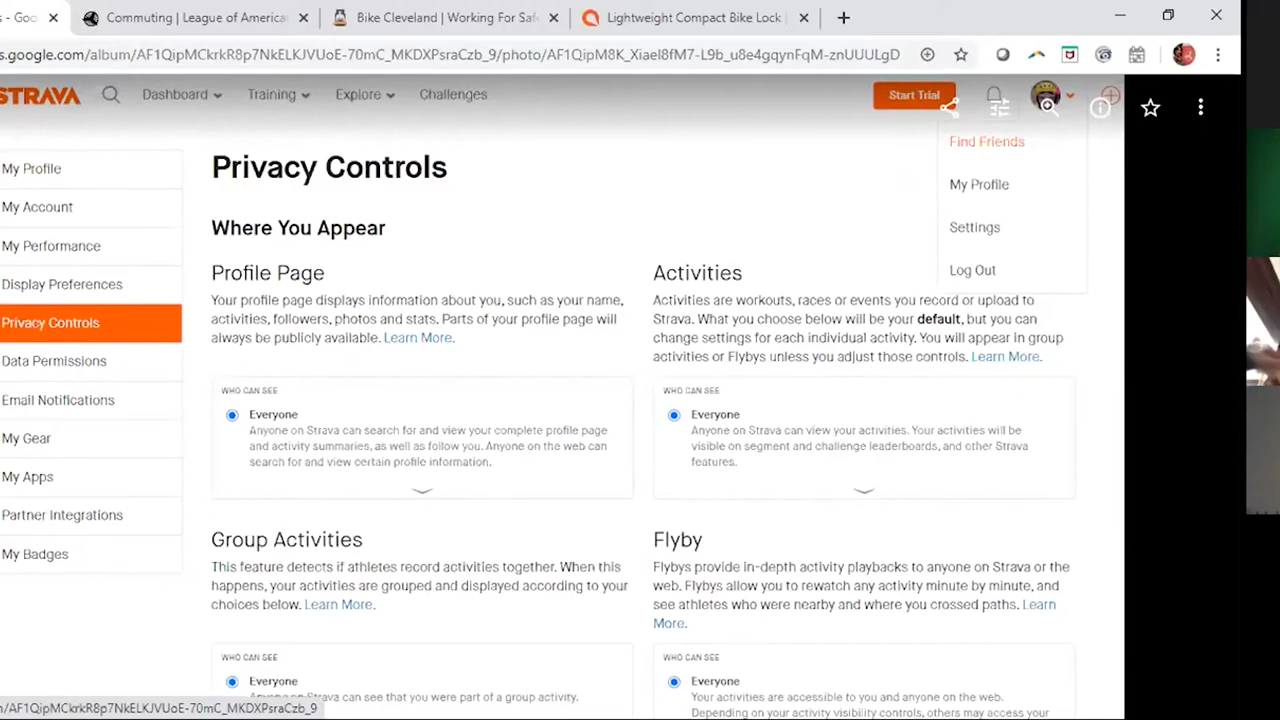 s - Goo
Commuting | League of America
Bike Cleveland | Working For Safe
Lightweight Compact Bike Lock |
s.google.com/album/AF1QipMCkrkR8p7NkELKJVUoE-70mC_MKDXPsraCzb_9/photo/AF1QipM8K_Xiael8fM7-L9b_u8e4gqynFqM-znUUULgD
STRAVA
Dashboard
Training
Explore
Challenges
Start Trial
Find Friends
My Profile
Settings
Log Out
My Profile
My Account
My Performance
Display Preferences
Privacy Controls
Data Permissions
Email Notifications
My Gear
My Apps
Partner Integrations
My Badges
Privacy Controls
Where You Appear
Profile Page
Your profile page displays information about you, such as your name,
activities, followers, photos and stats. Parts of your profile page will
always be publicly available. Learn More.
WHO CAN SEE
Everyone
Anyone on Strava can search for and view your complete profile page
and activity summaries, as well as follow you. Anyone on the web can
search for and view certain profile information.
Activities
Activities are workouts, races or events you record or upload to
Strava. What you choose below will be your default, but you can
change settings for each individual activity. You will appear in group
activities or Flybys unless you adjust those controls. Learn More.
WHO CAN SEE
Everyone
Anyone on Strava can view your activities. Your activities will be
visible on segment and challenge leaderboards, and other Strava
features.
Group Activities
This feature detects if athletes record activities together. When this
happens, your activities are grouped and displayed according to your
choices below. Learn More.
WHO CAN SEE
Everyone
Anyone on Strava can see that you were part of a group activity.
Flyby
Flybys provide in-depth activity playbacks to anyone on Strava or the
web. Flybys allow you to rewatch any activity minute by minute, and
see athletes who were nearby and where you crossed paths. Learn
More.
WHO CAN SEE
Everyone
Your activities are accessible to you and anyone on the web.
Depending on your activity visibility controls, others may access your
m/AF1QipMCkrkR8p7NkELKJVUoE-70mC_MKDXPsraCzb_9